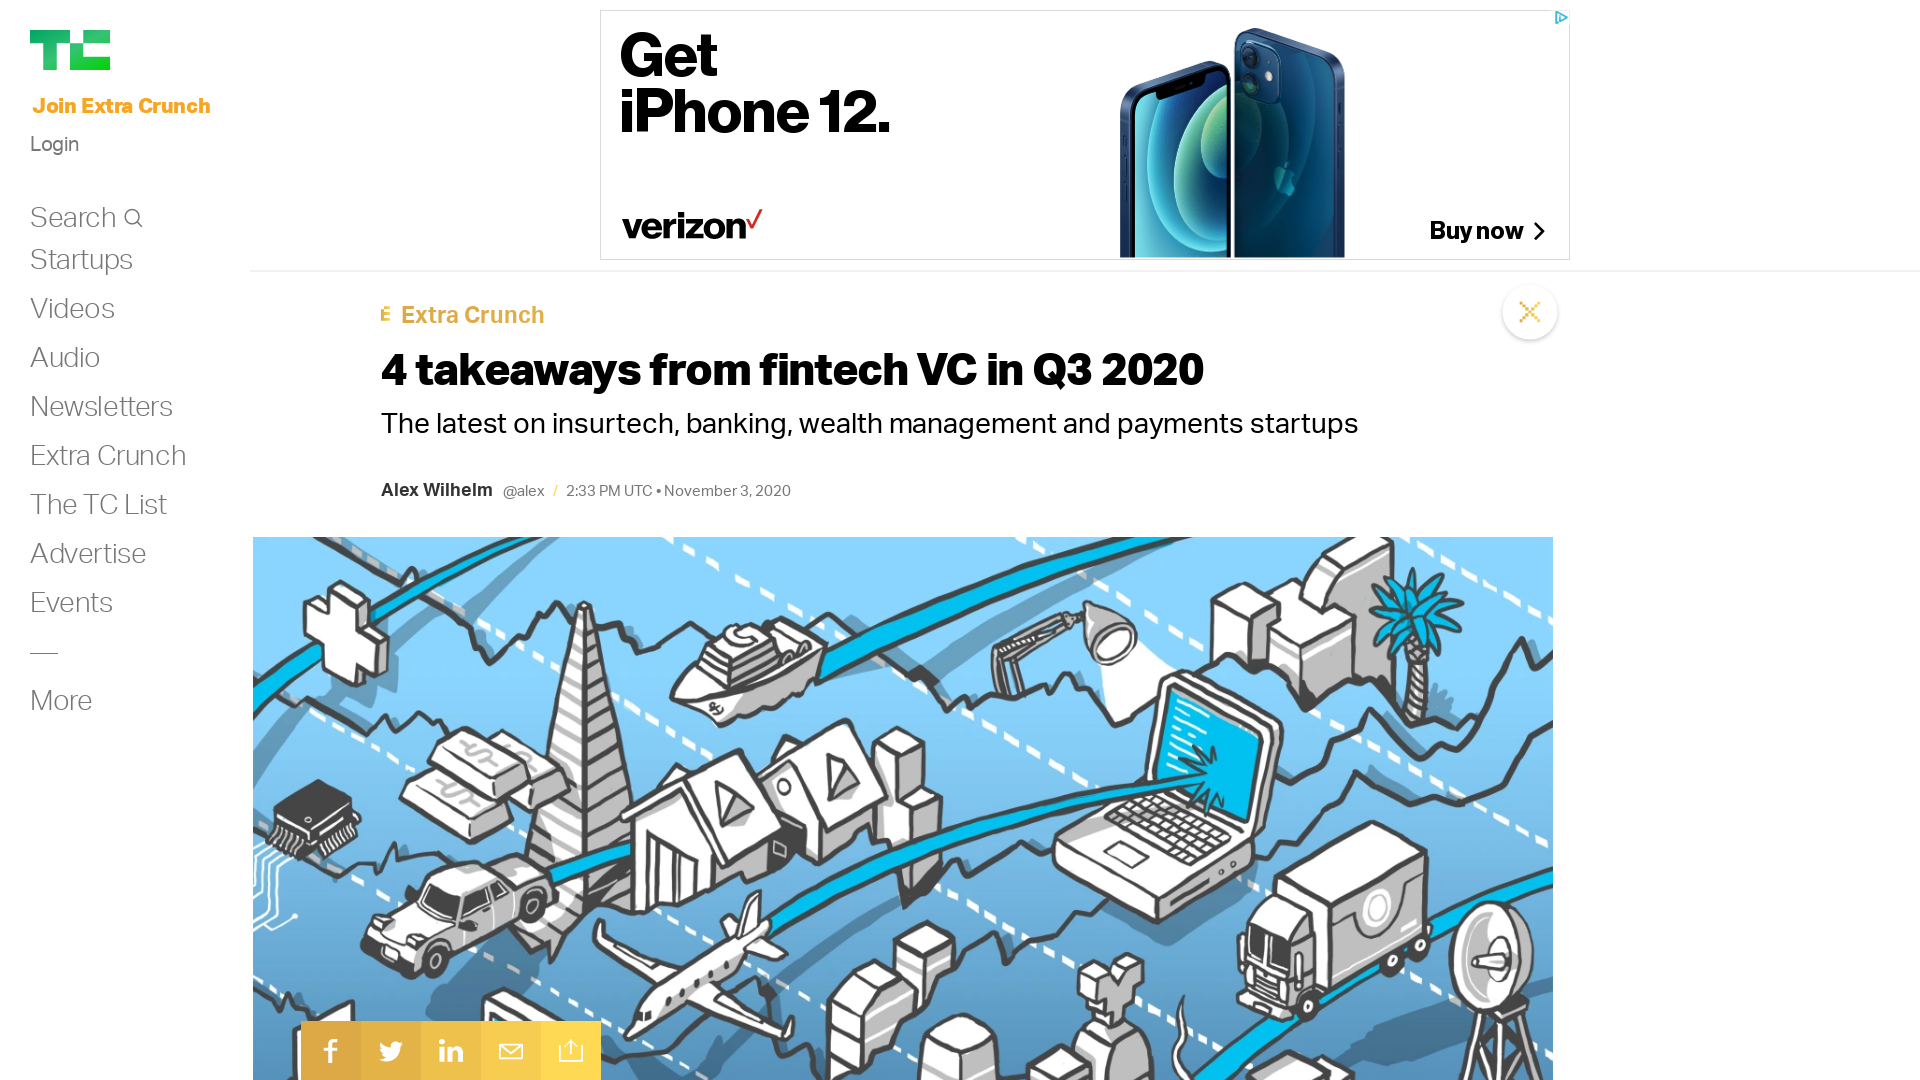 TC
Join Extra Crunch
Login
Search
Startups
Videos
Audio
Newsletters
Extra Crunch
The TC List
Advertise
Events
—
More
Get
iPhone 12.
verizon
Buy now
Extra Crunch
4 takeaways from fintech VC in Q3 2020
The latest on insurtech, banking, wealth management and payments startups
Alex Wilhelm @alex / 2:33 PM UTC • November 3, 2020